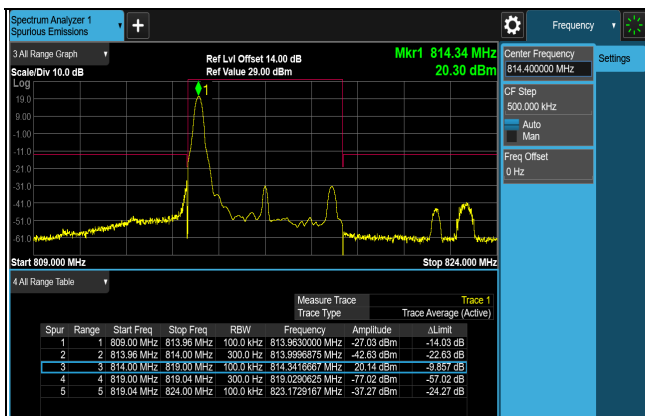 Spectrum Analyzer 1
Spurious Emissions
Frequency
3 All Range Graph
Scale/Div 10.0 dB
Ref Lvl Offset 14.00 dB
Ref Value 29.00 dBm
Mkr1 814.34 MHz
20.30 dBm
Log
19.0
9.00
-1.00
-11.0
-21.0
-31.0
-41.0
-51.0
-61.0
1
Start 809.000 MHz
Stop 824.000 MHz
Center Frequency
814.400000 MHz
Settings
CF Step
500.000 kHz
Auto
Man
Freq Offset
0 Hz
4 All Range Table
Measure Trace Trace 1
Trace Type Trace Average (Active)
Spur Range Start Freq Stop Freq RBW Frequency Amplitude ΔLimit
1 1 809.00 MHz 813.96 MHz 100.0 kHz 813.9630000 MHz -27.03 dBm -14.03 dB
2 2 813.96 MHz 814.00 MHz 300.0 Hz 813.9996875 MHz -42.63 dBm -22.63 dB
3 3 814.00 MHz 819.00 MHz 100.0 kHz 814.3416667 MHz 20.14 dBm -9.857 dB
4 4 819.00 MHz 819.04 MHz 300.0 Hz 819.0290625 MHz -77.02 dBm -57.02 dB
5 5 819.04 MHz 824.00 MHz 100.0 kHz 823.1729167 MHz -37.27 dBm -24.27 dB